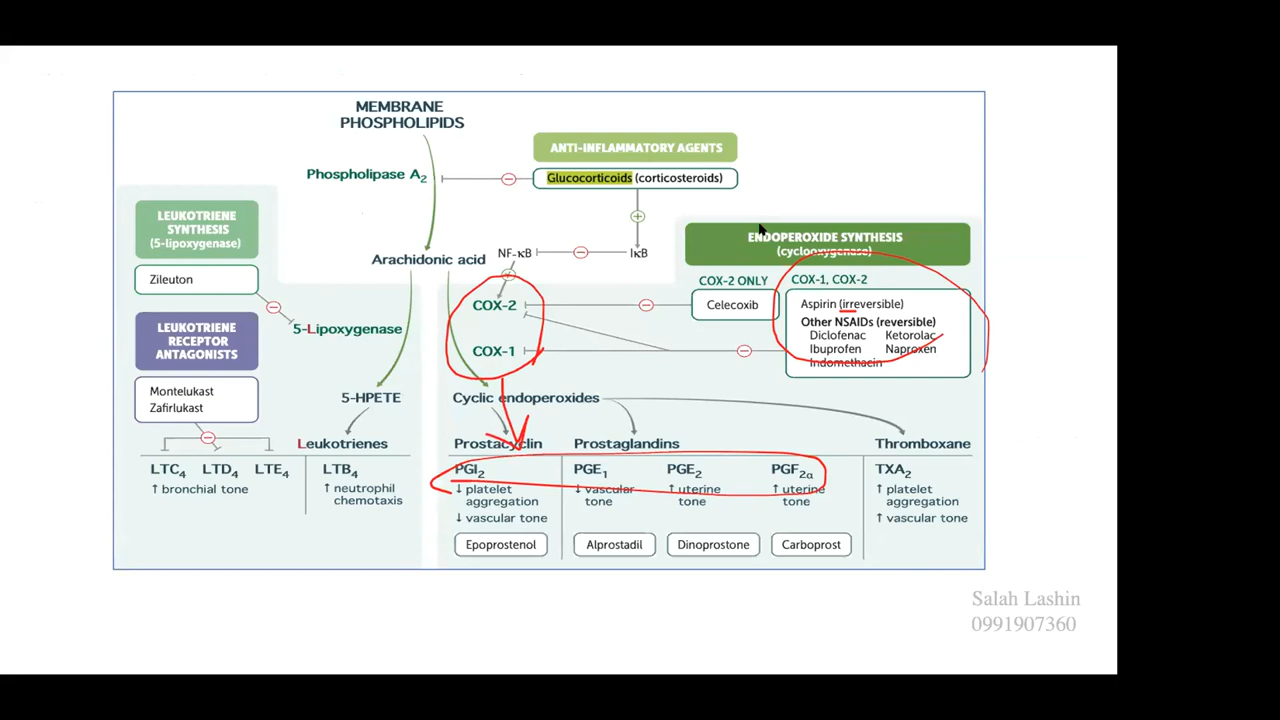 MEMBRANE
PHOSPHOLIPIDS
Phospholipase A2
ANTI-INFLAMMATORY AGENTS
Glucocorticoids (corticosteroids)
LEUKOTRIENE
SYNTHESIS
(5-lipoxygenase)
Zileuton
LEUKOTRIENE
RECEPTOR
ANTAGONISTS
Montelukast
Zafirlukast
Arachidonic acid
NF-κB
IκB
ENDOPEROXIDE SYNTHESIS
(cyclooxygenase)
COX-2 ONLY
COX-1, COX-2
Celecoxib
Aspirin (irreversible)
Other NSAIDs (reversible)
Diclofenac Ketorolac
Ibuprofen Naproxen
Indomethacin
COX-2
COX-1
5-Lipoxygenase
5-HPETE
Cyclic endoperoxides
Leukotrienes
Prostacyclin
Prostaglandins
Thromboxane
LTC4 LTD4 LTE4
↑ bronchial tone
LTB4
↑ neutrophil
chemotaxis
PGI2
↓ platelet
aggregation
↓ vascular tone
Epoprostenol
PGE1
↓ vascular
tone
Alprostadil
PGE2
↑ uterine
tone
Dinoprostone
PGF2α
↑ uterine
tone
Carboprost
TXA2
↑ platelet
aggregation
↑ vascular tone
Salah Lashin
0991907360